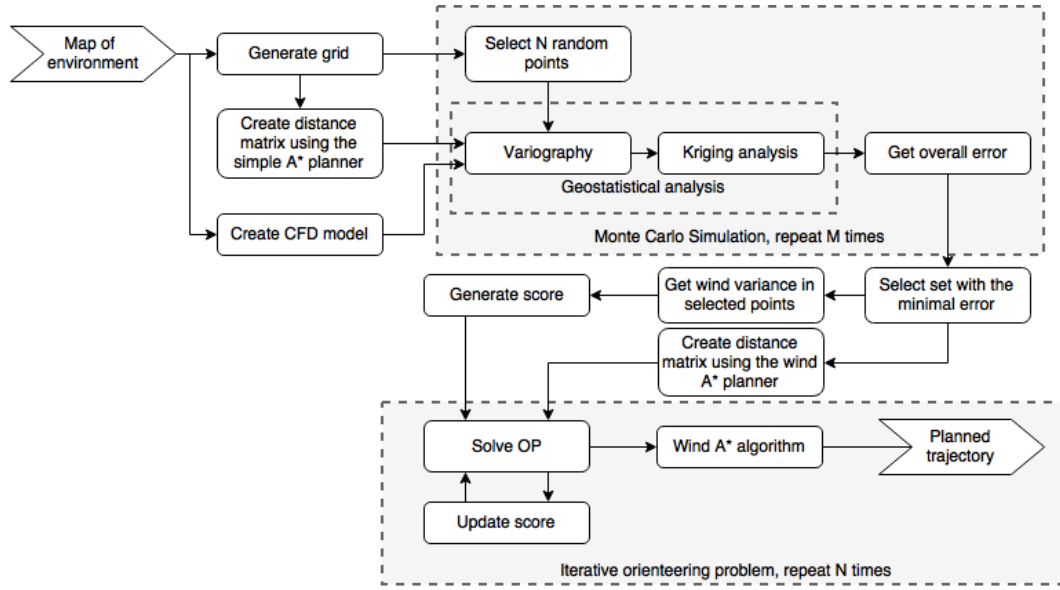 Map of
environment
Generate grid
Select N random
points
Create distance
matrix using the
simple A* planner
Variography
Kriging analysis
Get overall error
Geostatistical analysis
Create CFD model
Monte Carlo Simulation, repeat M times
Generate score
Get wind variance in
selected points
Select set with the
minimal error
Create distance
matrix using the wind
A* planner
Solve OP
Wind A* algorithm
Planned
trajectory
Update score
Iterative orienteering problem, repeat N times